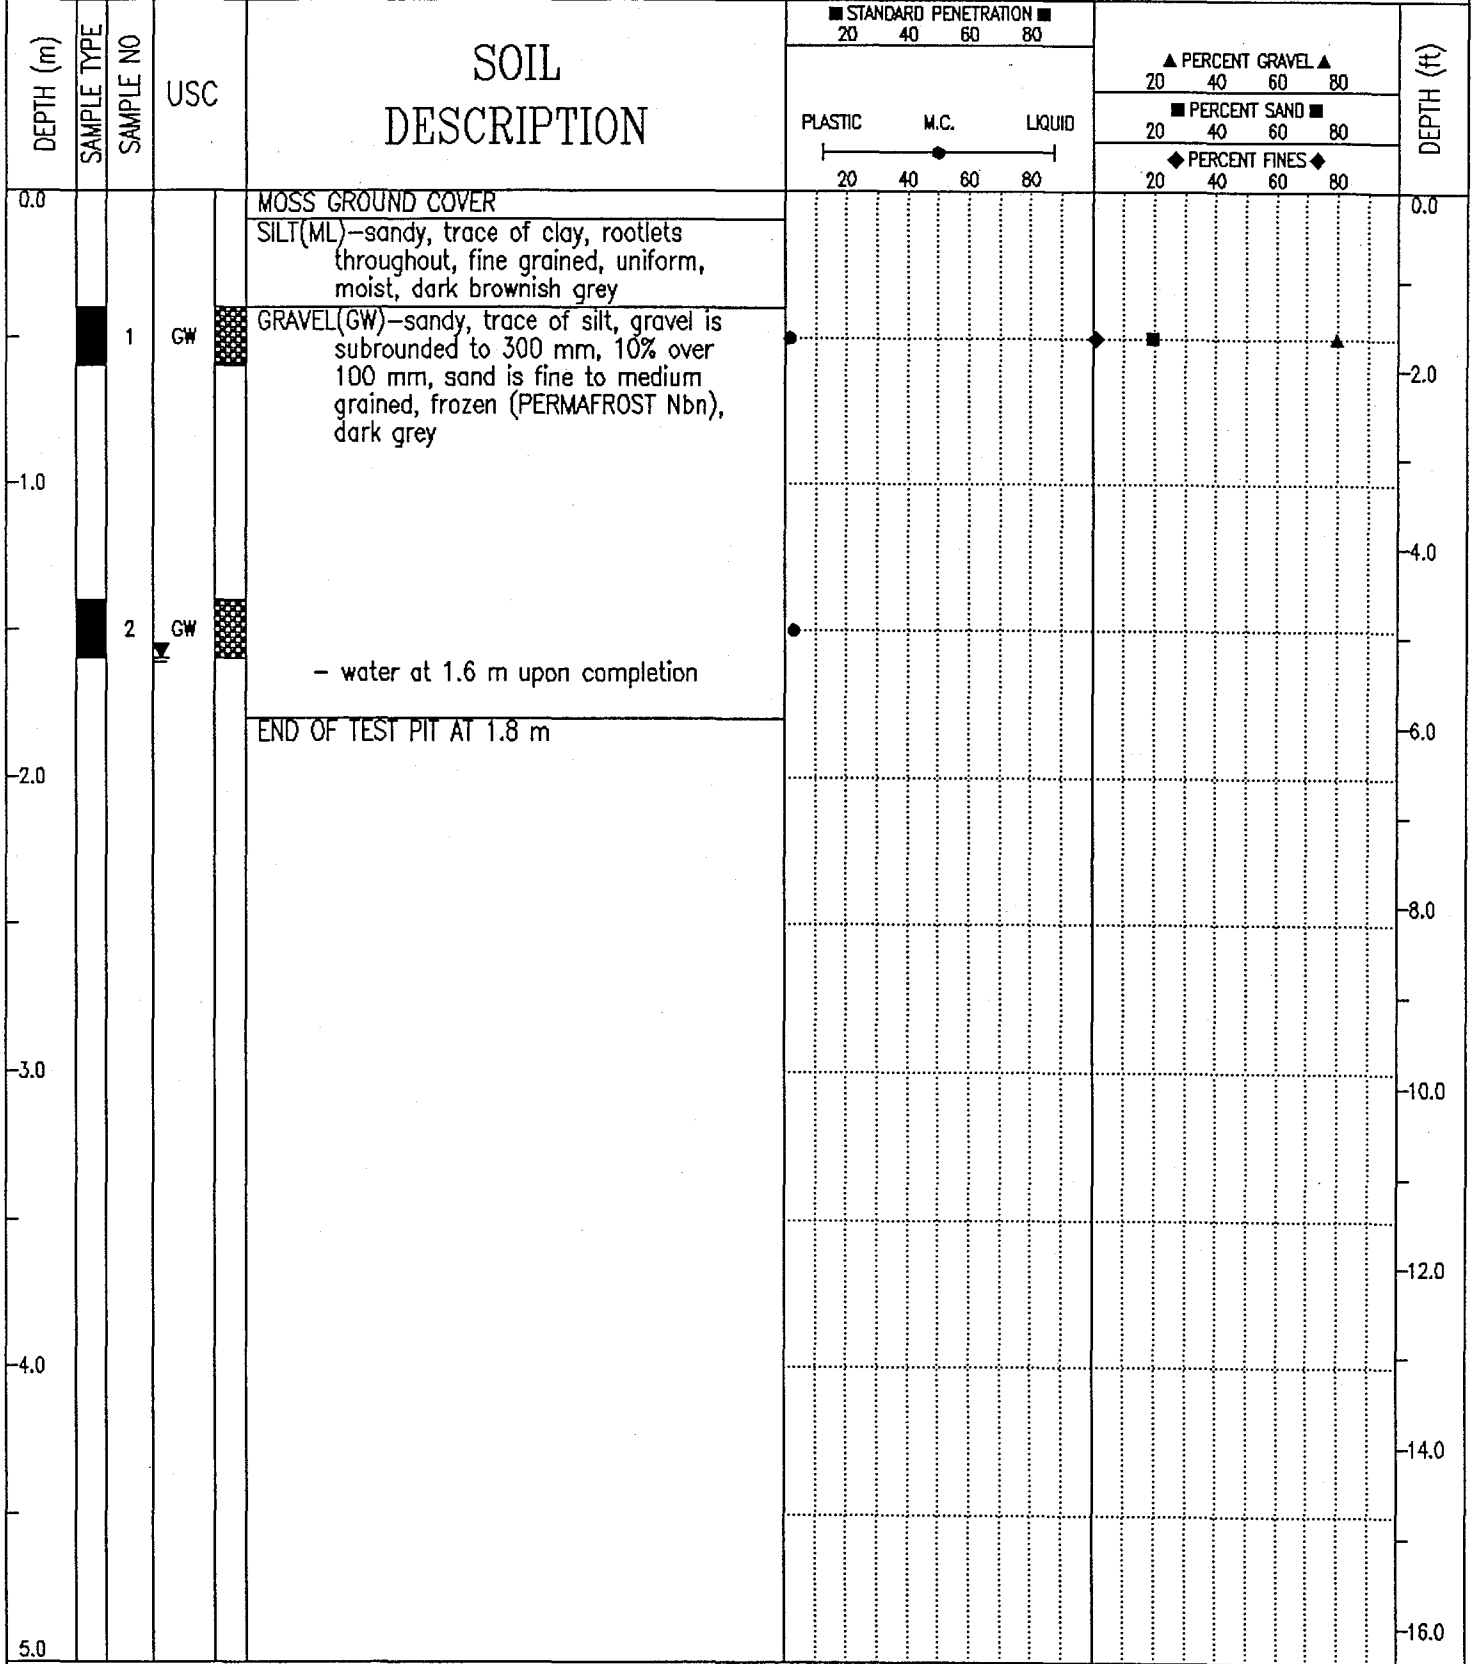 DEPTH (m)
SAMPLE TYPE
SAMPLE NO
USC
SOIL
DESCRIPTION
■ STANDARD PENETRATION ■
20 40 60 80
PLASTIC M.C. LIQUID
20 40 60 80
▲ PERCENT GRAVEL ▲
20 40 60 80
■ PERCENT SAND ■
20 40 60 80
◆ PERCENT FINES ◆
20 40 60 80
DEPTH (ft)
0.0
MOSS GROUND COVER
0.0
SILT(ML)–sandy, trace of clay, rootlets
throughout, fine grained, uniform,
moist, dark brownish grey
1 GW
GRAVEL(GW)–sandy, trace of silt, gravel is
subrounded to 300 mm, 10% over
100 mm, sand is fine to medium
grained, frozen (PERMAFROST Nbn),
dark grey
2.0
1.0
4.0
2 GW
– water at 1.6 m upon completion
END OF TEST PIT AT 1.8 m
6.0
2.0
8.0
3.0
10.0
12.0
4.0
14.0
16.0
5.0